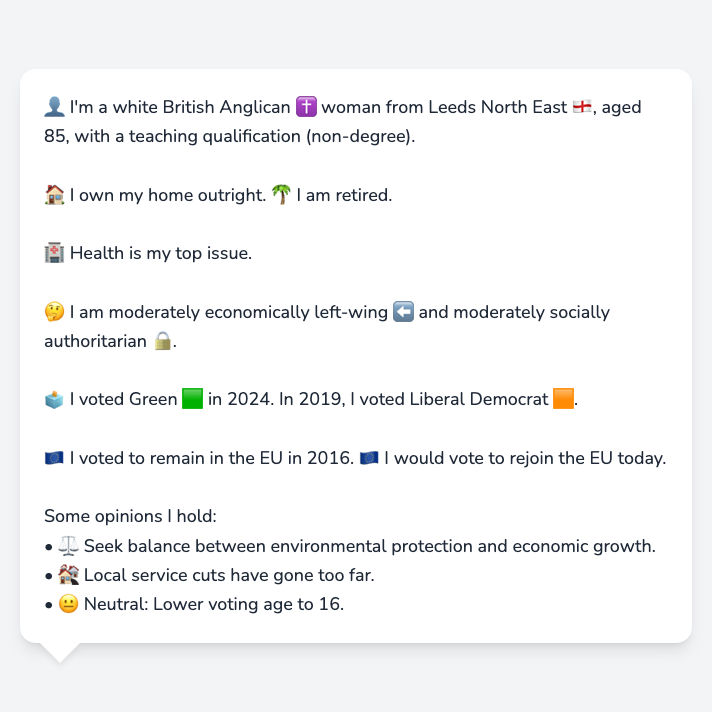 👤 I'm a white British Anglican ✝️ woman from Leeds North East 🏴󠁧󠁢󠁥󠁮󠁧󠁿, aged
85, with a teaching qualification (non-degree).
🏠 I own my home outright. 🌴 I am retired.
🏥 Health is my top issue.
🤔 I am moderately economically left-wing ⬅️ and moderately socially
authoritarian 🔒.
🗳️ I voted Green 🟩 in 2024. In 2019, I voted Liberal Democrat 🟧.
🇪🇺 I voted to remain in the EU in 2016. 🇪🇺 I would vote to rejoin the EU today.
Some opinions I hold:
• ⚖️ Seek balance between environmental protection and economic growth.
• 🏚️ Local service cuts have gone too far.
• 😐 Neutral: Lower voting age to 16.